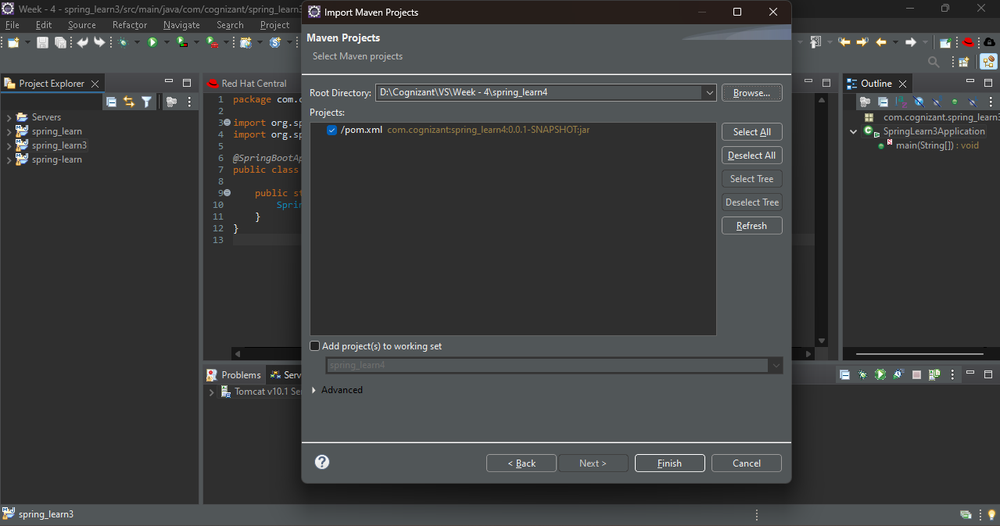 Week - 4 - spring_learn3/src/main/java/com/cognizant/spring_learn3
File Edit Source Refactor Navigate Search Project
Import Maven Projects
Maven Projects
Select Maven projects
Root Directory: D:\Cognizant\VS\Week - 4\spring_learn4 Browse...
Projects:
/pom.xml com.cognizant:spring_learn4:0.0.1-SNAPSHOT:jar
Select All
Deselect All
Select Tree
Deselect Tree
Refresh
Add project(s) to working set
spring_learn4
Advanced
< Back Next > Finish Cancel
Project Explorer
Servers
spring_learn
spring_learn3
spring-learn
Red Hat Central
1 package com.c
2
3 import org.sp
4 import org.sp
5
6 @SpringBootAp
7 public class
8
9 public st
10 Sprin
11 }
12 }
13
Outline
com.cognizant.spring_learn3
SpringLearn3Application
main(String[]) : void
Problems Serv
Tomcat v10.1 Se
spring_learn3